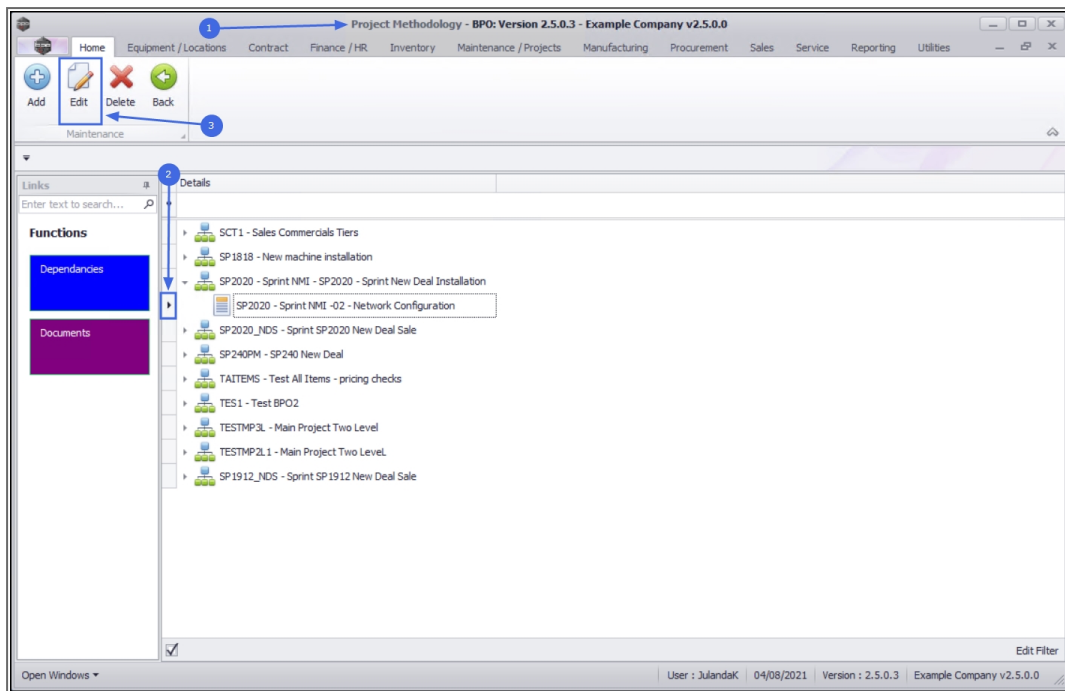 Project Methodology - BPO: Version 2.5.0.3 - Example Company v2.5.0.0
1
Home Equipment / Locations Contract Finance / HR Inventory Maintenance / Projects Manufacturing Procurement Sales Service Reporting Utilities
Add Edit Delete Back
3
Maintenance
2
Links
Details
Enter text to search...
Functions
Dependancies
Documents
SCT1 - Sales Commercials Tiers
SP1818 - New machine installation
SP2020 - Sprint NMI - SP2020 - Sprint New Deal Installation
SP2020 - Sprint NMI -02 - Network Configuration
SP2020_NDS - Sprint SP2020 New Deal Sale
SP240PM - SP240 New Deal
TAITEMS - Test All Items - pricing checks
TES1 - Test BPO2
TESTMP3L - Main Project Two Level
TESTMP2L1 - Main Project Two LeveL
SP1912_NDS - Sprint SP1912 New Deal Sale
Edit Filter
Open Windows
User : JulandaK 04/08/2021 Version : 2.5.0.3 Example Company v2.5.0.0